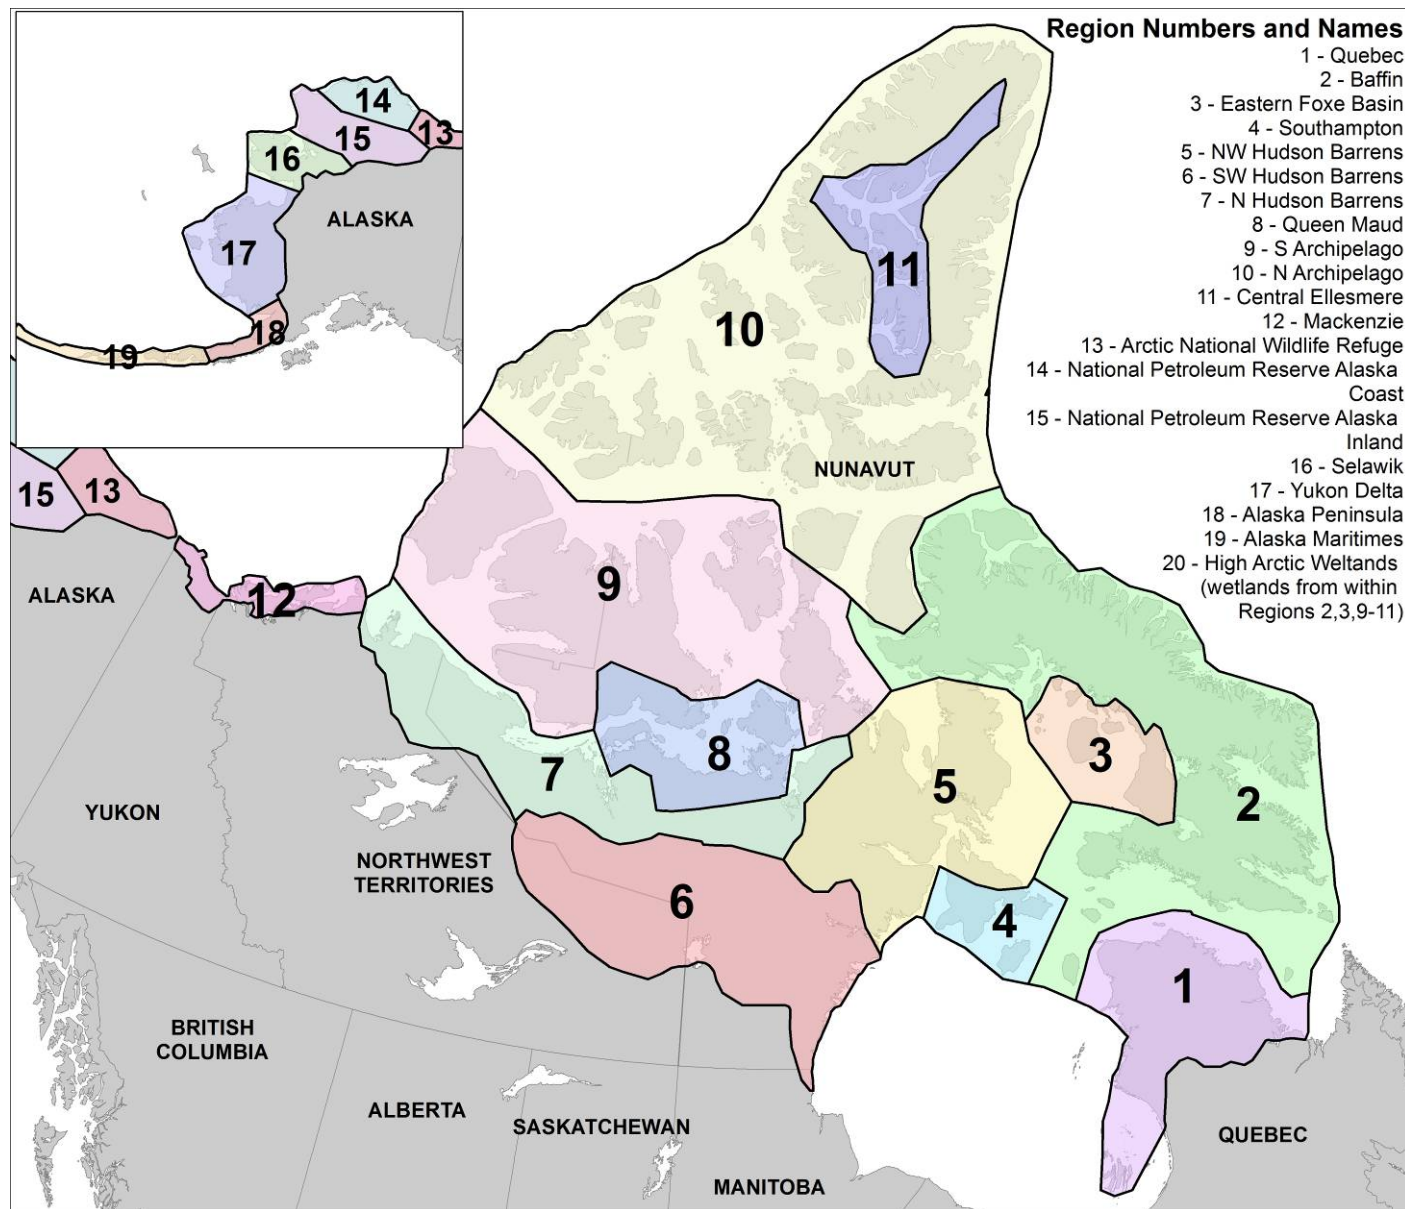 Region Numbers and Names
1 - Quebec
2 - Baffin
3 - Eastern Foxe Basin
4 - Southampton
5 - NW Hudson Barrens
6 - SW Hudson Barrens
7 - N Hudson Barrens
8 - Queen Maud
9 - S Archipelago
10 - N Archipelago
11 - Central Ellesmere
12 - Mackenzie
13 - Arctic National Wildlife Refuge
14 - National Petroleum Reserve Alaska
Coast
15 - National Petroleum Reserve Alaska
Inland
16 - Selawik
17 - Yukon Delta
18 - Alaska Peninsula
19 - Alaska Maritimes
20 - High Arctic Weltands
(wetlands from within
Regions 2,3,9-11)
14
13
15
16
ALASKA
17
18
19
11
10
NUNAVUT
15
13
9
12
ALASKA
8
7
3
5
2
YUKON
NORTHWEST
TERRITORIES
6
4
1
BRITISH
COLUMBIA
ALBERTA
SASKATCHEWAN
QUEBEC
MANITOBA